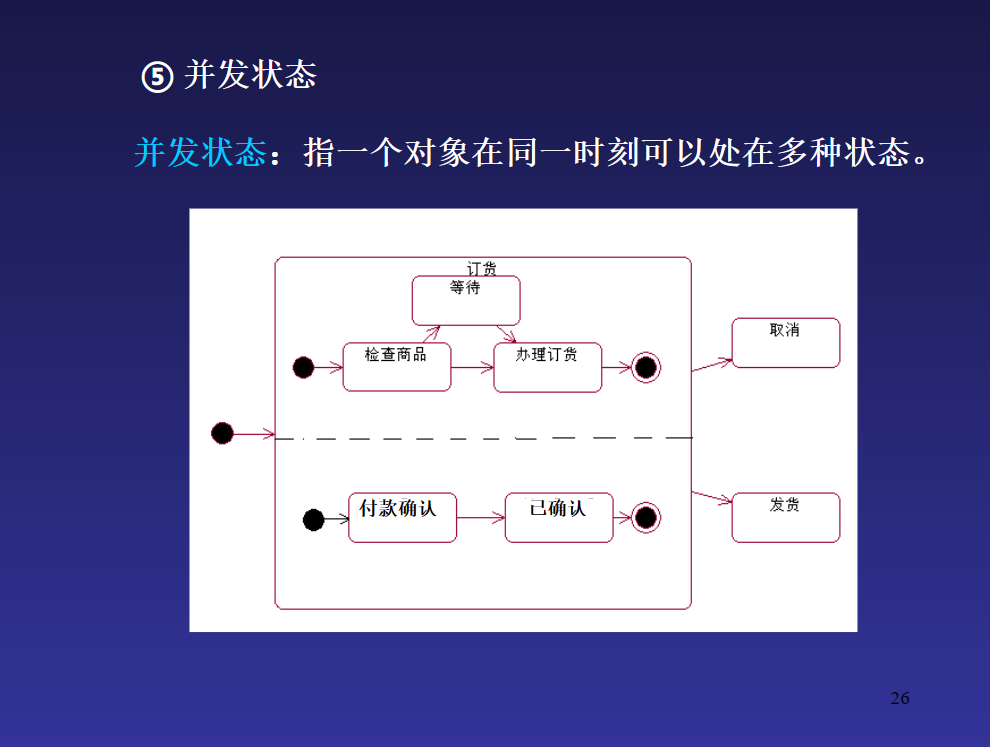 ⑤ 并发状态
并发状态：指一个对象在同一时刻可以处在多种状态。
订货
等待
取消
检查商品
办理订货
付款确认
已确认
发货
26